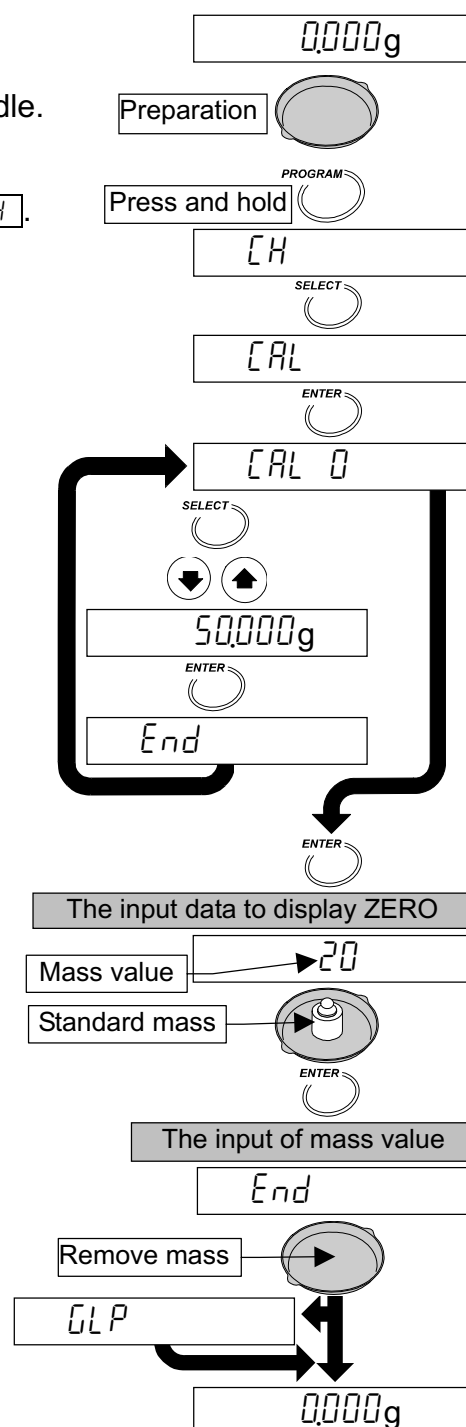 0.000g
dle.
Preparation
PROGRAM
.
Press and hold
CH
SELECT
CAL
ENTER
CAL 0
SELECT
50.000g
ENTER
End
ENTER
The input data to display ZERO
20
Mass value
Standard mass
ENTER
The input of mass value
End
Remove mass
GLP
0.000g